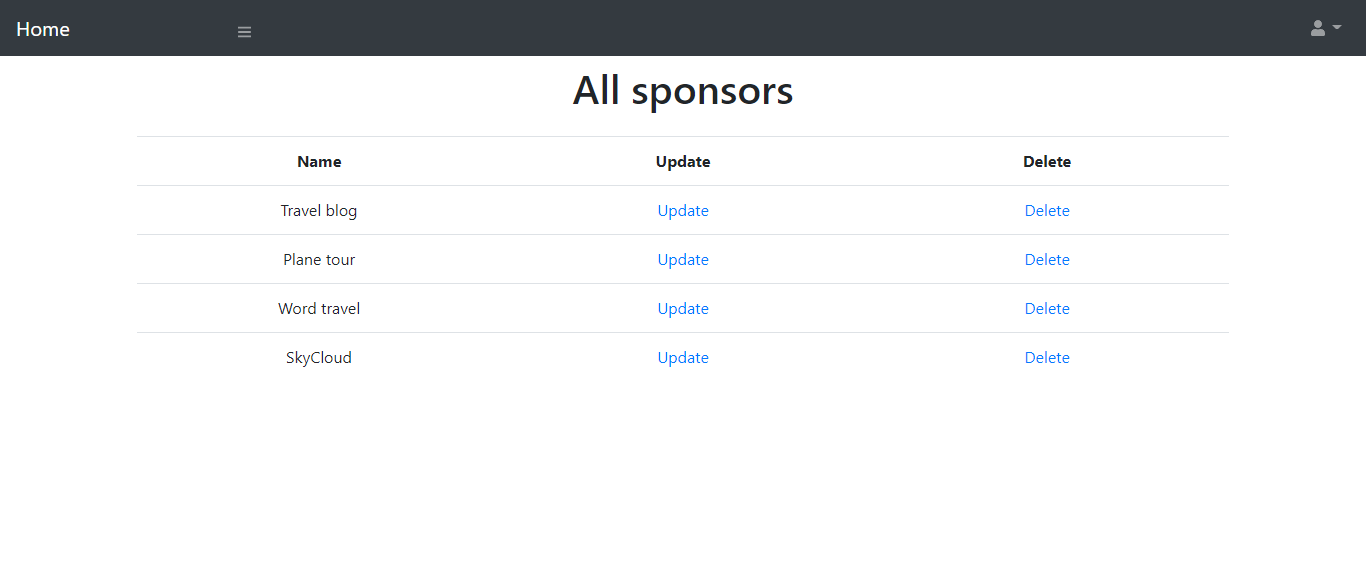 Home
All sponsors
Name Update Delete
Travel blog Update Delete
Plane tour Update Delete
Word travel Update Delete
SkyCloud Update Delete